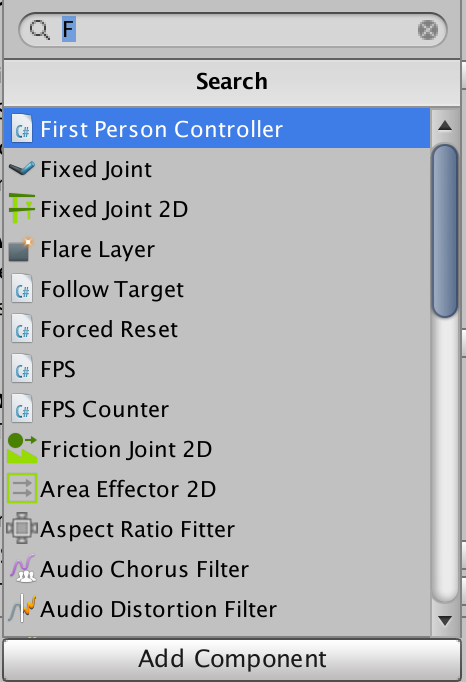 F
Search
First Person Controller
Fixed Joint
Fixed Joint 2D
Flare Layer
Follow Target
Forced Reset
FPS
FPS Counter
Friction Joint 2D
Area Effector 2D
Aspect Ratio Fitter
Audio Chorus Filter
Audio Distortion Filter
Add Component